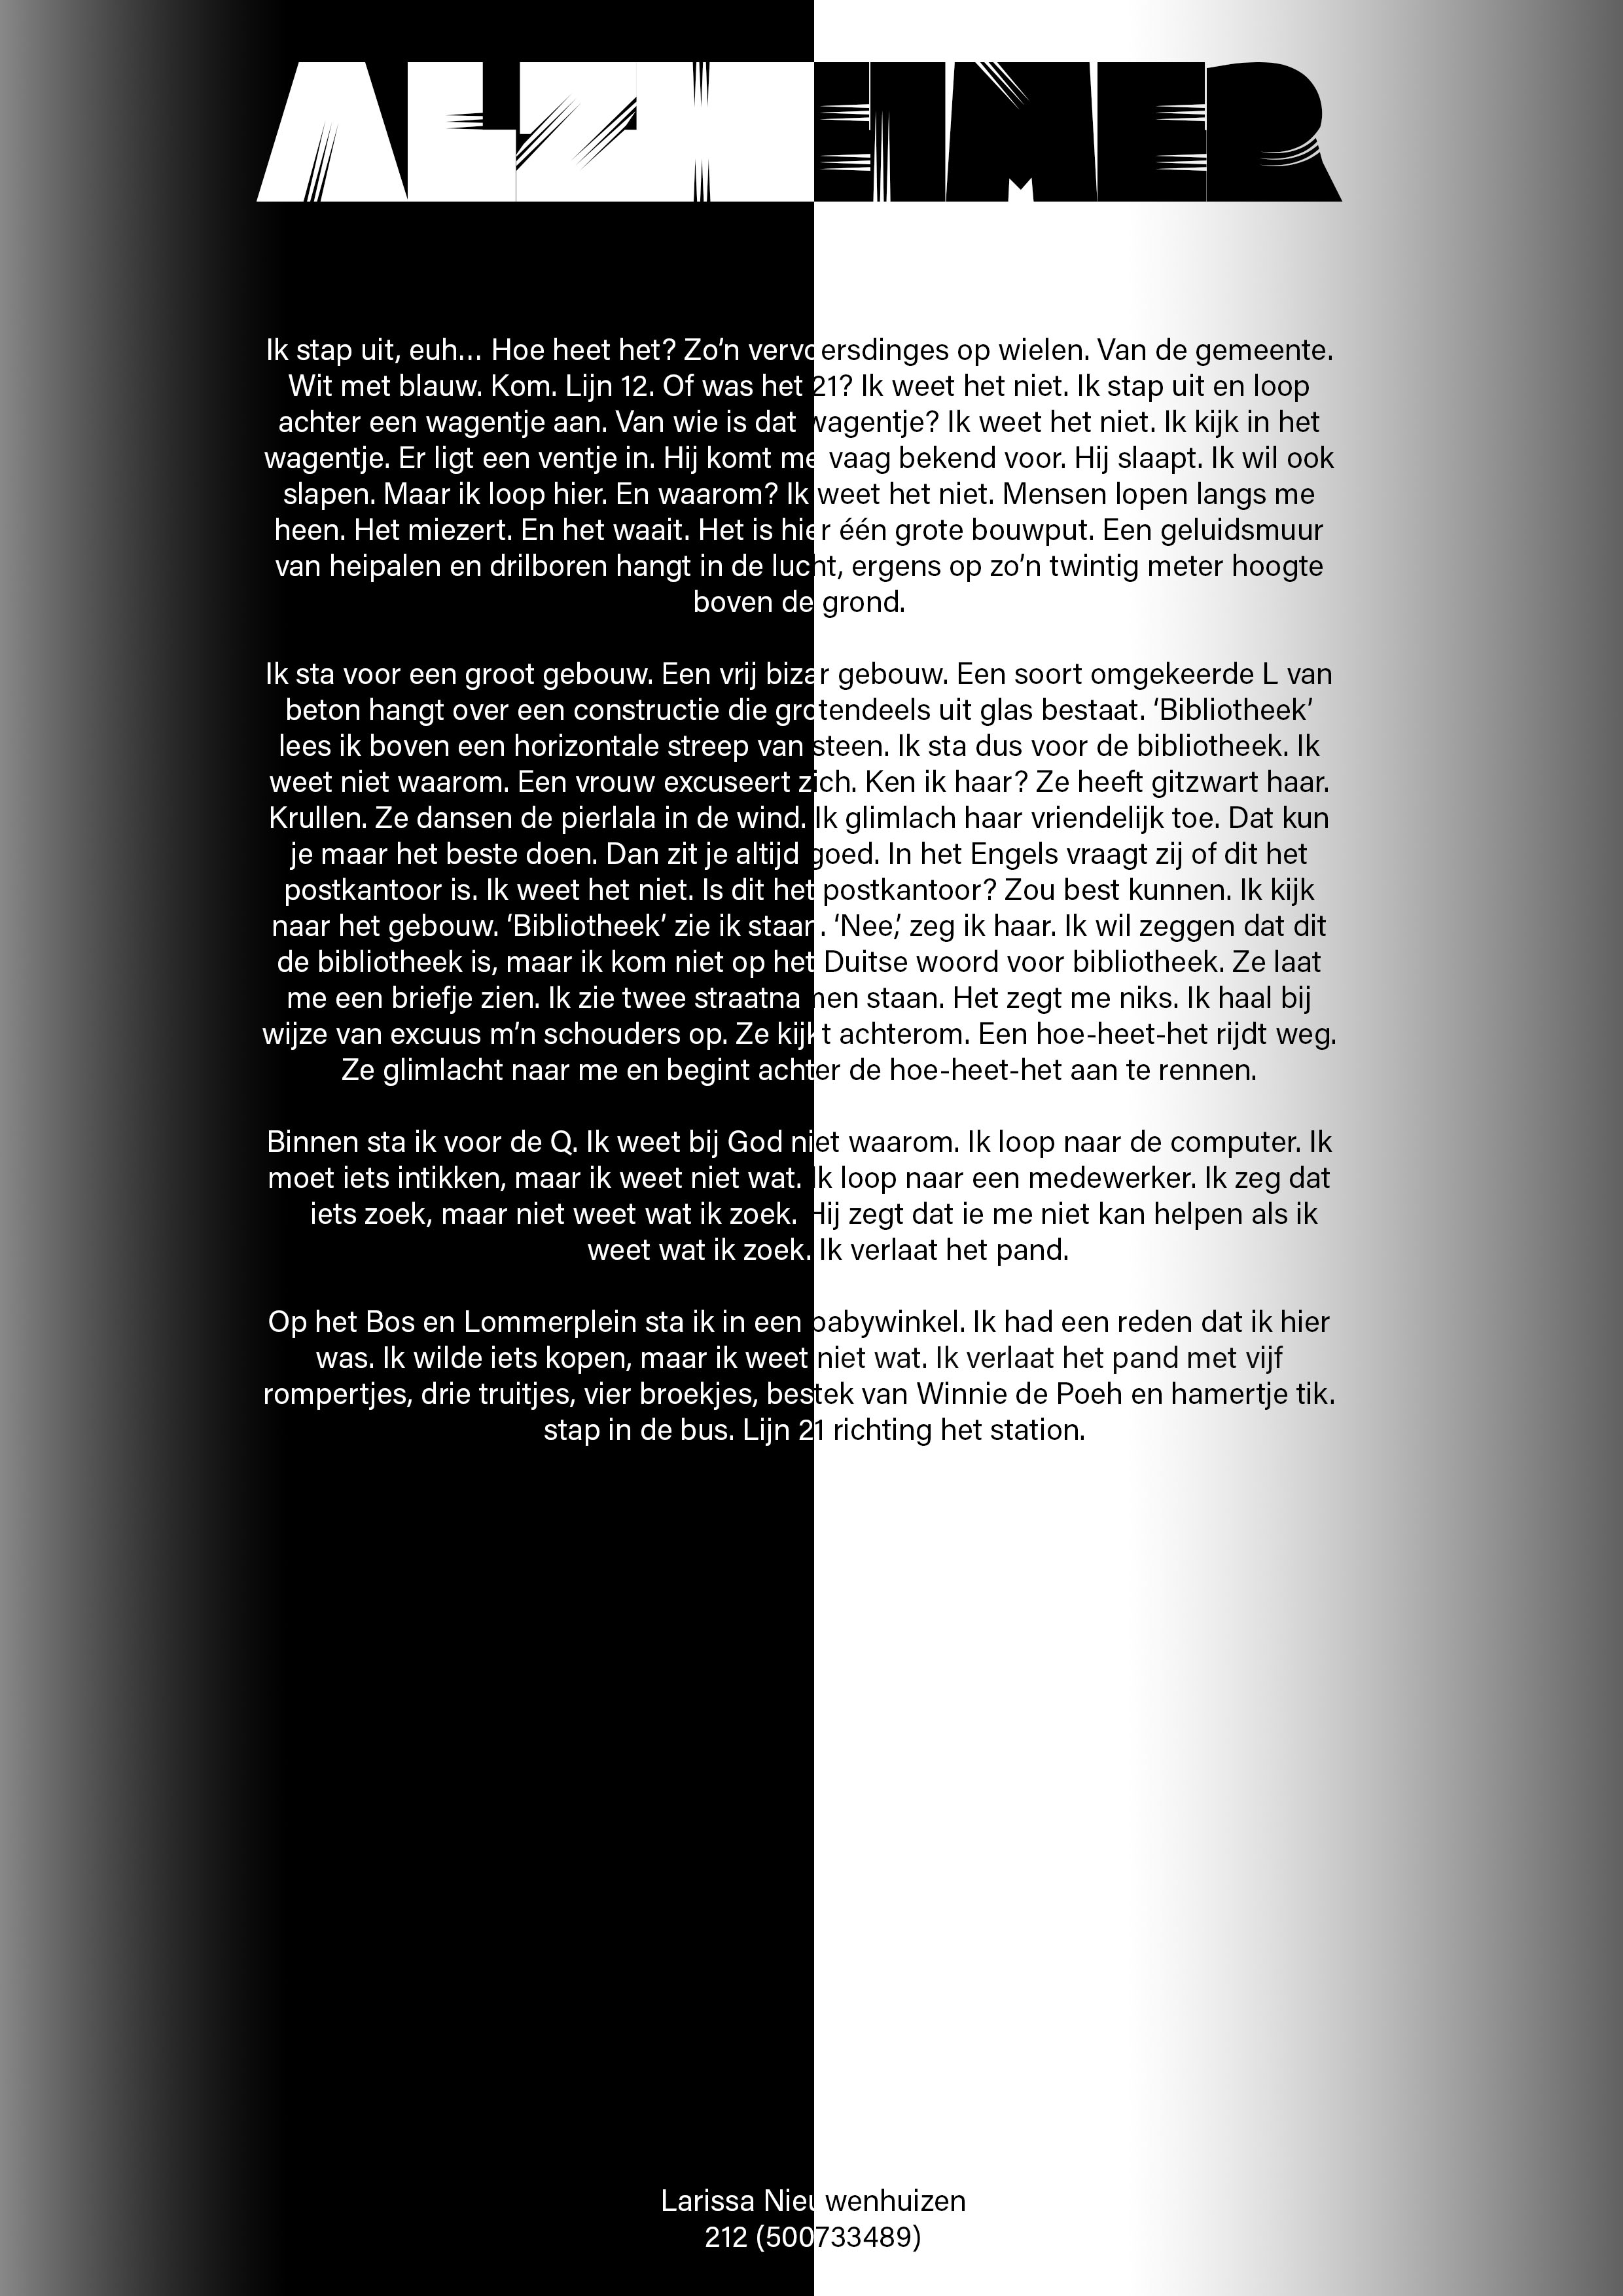 ALZHEIMER
Ik stap uit, euh… Hoe heet het? Zo’n vervoersdinges op wielen. Van de gemeente.
Wit met blauw. Kom. Lijn 12. Of was het 21? Ik weet het niet. Ik stap uit en loop
achter een wagentje aan. Van wie is dat wagentje? Ik weet het niet. Ik kijk in het
wagentje. Er ligt een ventje in. Hij komt me vaag bekend voor. Hij slaapt. Ik wil ook
slapen. Maar ik loop hier. En waarom? Ik weet het niet. Mensen lopen langs me
heen. Het miezert. En het waait. Het is hier één grote bouwput. Een geluidsmuur
van heipalen en drilboren hangt in de lucht, ergens op zo’n twintig meter hoogte
boven de grond.
Ik sta voor een groot gebouw. Een vrij bizar gebouw. Een soort omgekeerde L van
beton hangt over een constructie die grotendeels uit glas bestaat. ‘Bibliotheek’
lees ik boven een horizontale streep van steen. Ik sta dus voor de bibliotheek. Ik
weet niet waarom. Een vrouw excuseert zich. Ken ik haar? Ze heeft gitzwart haar.
Krullen. Ze dansen de pierlala in de wind. Ik glimlach haar vriendelijk toe. Dat kun
je maar het beste doen. Dan zit je altijd goed. In het Engels vraagt zij of dit het
postkantoor is. Ik weet het niet. Is dit het postkantoor? Zou best kunnen. Ik kijk
naar het gebouw. ‘Bibliotheek’ zie ik staan. ‘Nee,’ zeg ik haar. Ik wil zeggen dat dit
de bibliotheek is, maar ik kom niet op het Duitse woord voor bibliotheek. Ze laat
me een briefje zien. Ik zie twee straatnamen staan. Het zegt me niks. Ik haal bij
wijze van excuus m’n schouders op. Ze kijkt achterom. Een hoe-heet-het rijdt weg.
Ze glimlacht naar me en begint achter de hoe-heet-het aan te rennen.
Binnen sta ik voor de Q. Ik weet bij God niet waarom. Ik loop naar de computer. Ik
moet iets intikken, maar ik weet niet wat. Ik loop naar een medewerker. Ik zeg dat
iets zoek, maar niet weet wat ik zoek. Hij zegt dat ie me niet kan helpen als ik
weet wat ik zoek. Ik verlaat het pand.
Op het Bos en Lommerplein sta ik in een babywinkel. Ik had een reden dat ik hier
was. Ik wilde iets kopen, maar ik weet niet wat. Ik verlaat het pand met vijf
rompertjes, drie truitjes, vier broekjes, bestek van Winnie de Poeh en hamertje tik.
stap in de bus. Lijn 21 richting het station.
Larissa Nieuwenhuizen
212 (500733489)